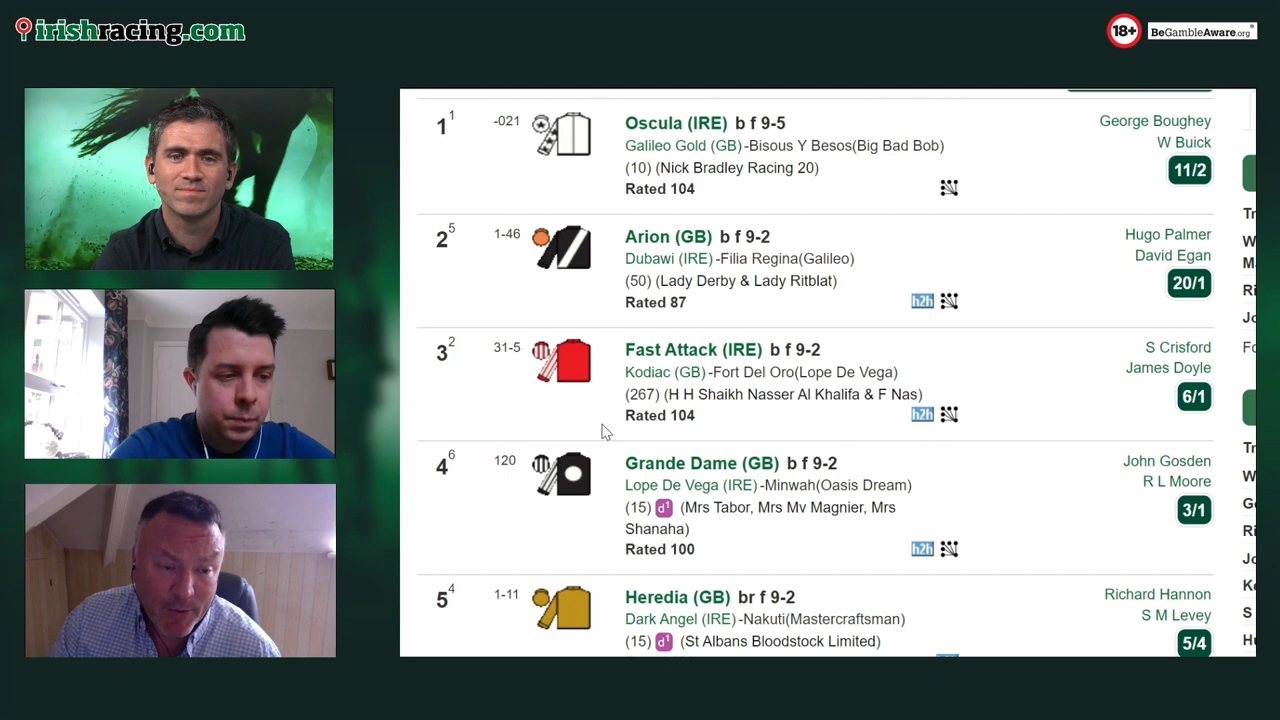 irishracing.com
18+
BeGambleAware.org
1 1 -021 Oscula (IRE) b f 9-5 George Boughey
Galileo Gold (GB) -Bisous Y Besos(Big Bad Bob) W Buick
(10) (Nick Bradley Racing 20) 11/2
Rated 104
2 5 1-46 Arion (GB) b f 9-2 Hugo Palmer
Dubawi (IRE) -Filia Regina(Galileo) David Egan
(50) (Lady Derby & Lady Ritblat) 20/1
Rated 87 h2h
3 2 31-5 Fast Attack (IRE) b f 9-2 S Crisford
Kodiac (GB) -Fort Del Oro(Lope De Vega) James Doyle
(267) (H H Shaikh Nasser Al Khalifa & F Nas) 6/1
Rated 104 h2h
4 6 120 Grande Dame (GB) b f 9-2 John Gosden
Lope De Vega (IRE) -Minwah(Oasis Dream) R L Moore
(15) d1 (Mrs Tabor, Mrs Mv Magnier, Mrs 3/1
Shanaha)
Rated 100 h2h
5 4 1-11 Heredia (GB) br f 9-2 Richard Hannon
Dark Angel (IRE) -Nakuti(Mastercraftsman) S M Levey
(15) d1 (St Albans Bloodstock Limited) 5/4